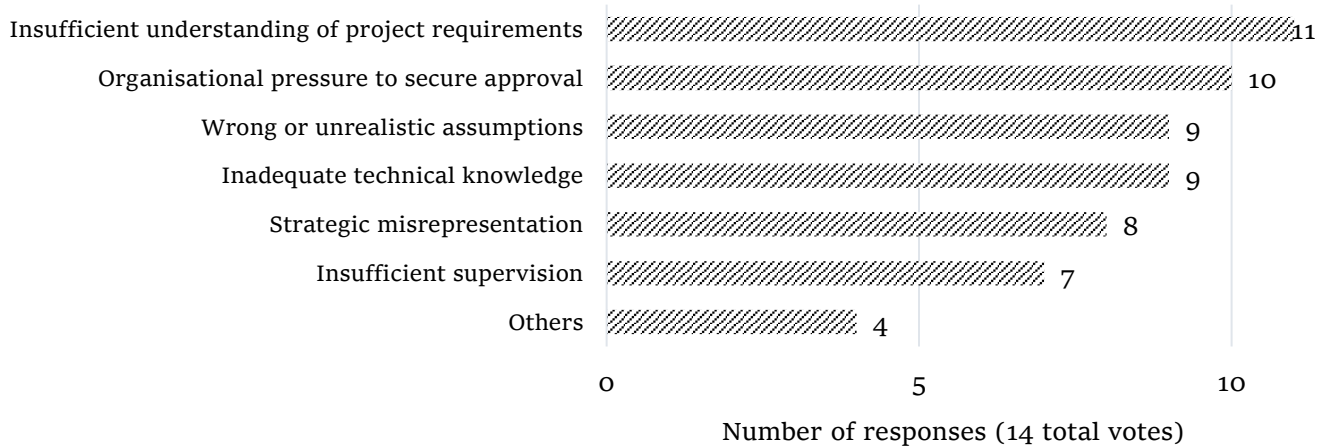 Insufficient understanding of project requirements 11
Organisational pressure to secure approval 10
Wrong or unrealistic assumptions 9
Inadequate technical knowledge 9
Strategic misrepresentation 8
Insufficient supervision 7
Others 4
0 5 10
Number of responses (14 total votes)